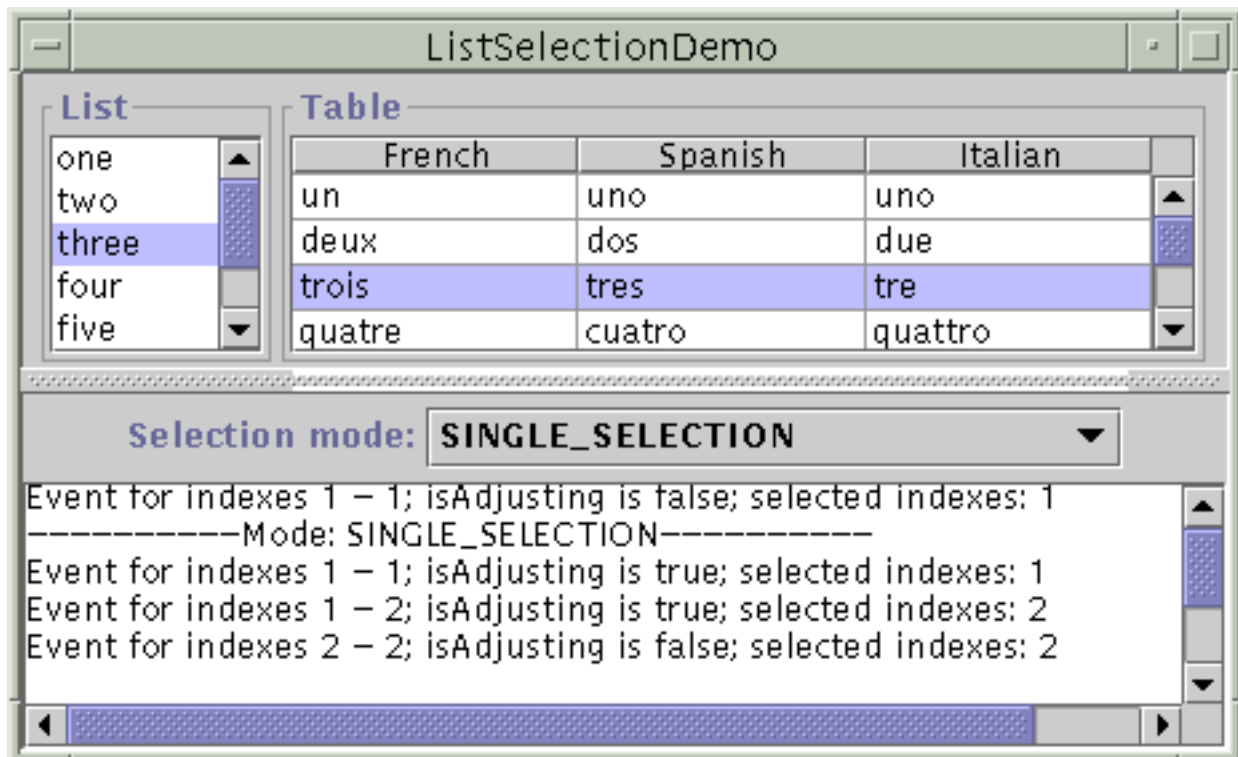 ListSelectionDemo
List
one
two
three
four
five
Table
French Spanish Italian
un uno uno
deux dos due
trois tres tre
quatre cuatro quattro
Selection mode: SINGLE_SELECTION
Event for indexes 1 – 1; isAdjusting is false; selected indexes: 1
----------Mode: SINGLE_SELECTION----------
Event for indexes 1 – 1; isAdjusting is true; selected indexes: 1
Event for indexes 1 – 2; isAdjusting is true; selected indexes: 2
Event for indexes 2 – 2; isAdjusting is false; selected indexes: 2